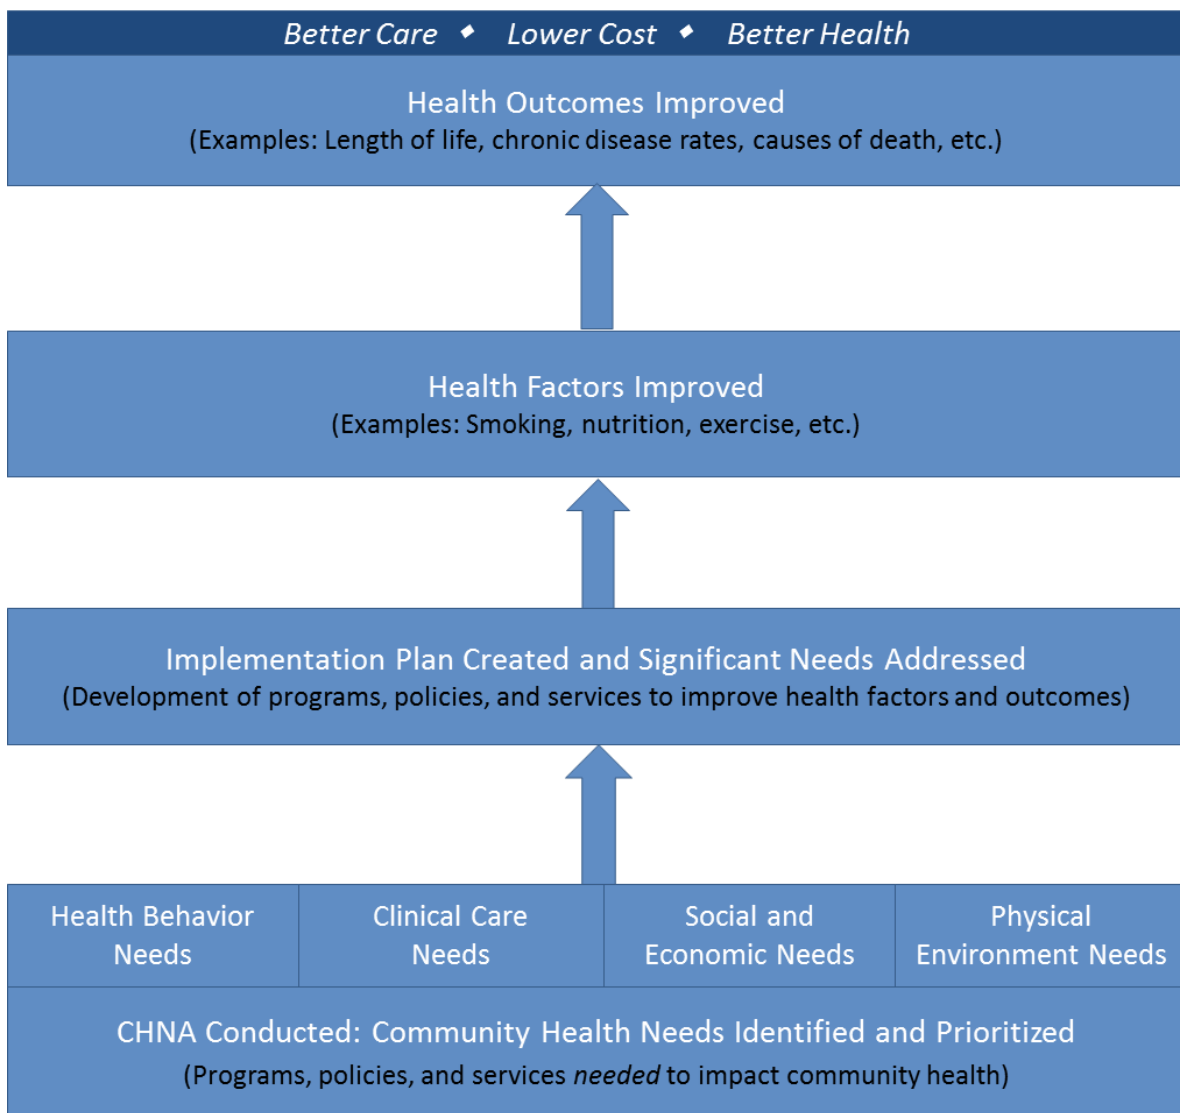 Better Care ◆ Lower Cost ◆ Better Health
Health Outcomes Improved
(Examples: Length of life, chronic disease rates, causes of death, etc.)
Health Factors Improved
(Examples: Smoking, nutrition, exercise, etc.)
Implementation Plan Created and Significant Needs Addressed
(Development of programs, policies, and services to improve health factors and outcomes)
Health Behavior
Needs
Clinical Care
Needs
Social and
Economic Needs
Physical
Environment Needs
CHNA Conducted: Community Health Needs Identified and Prioritized
(Programs, policies, and services needed to impact community health)